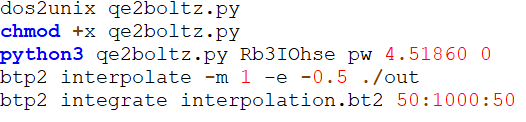 dos2unix qe2boltz.py
chmod +x qe2boltz.py
python3 qe2boltz.py Rb3IOhse pw 4.51860 0
btp2 interpolate -m 1 -e -0.5 ./out
btp2 integrate interpolation.bt2 50:1000:50